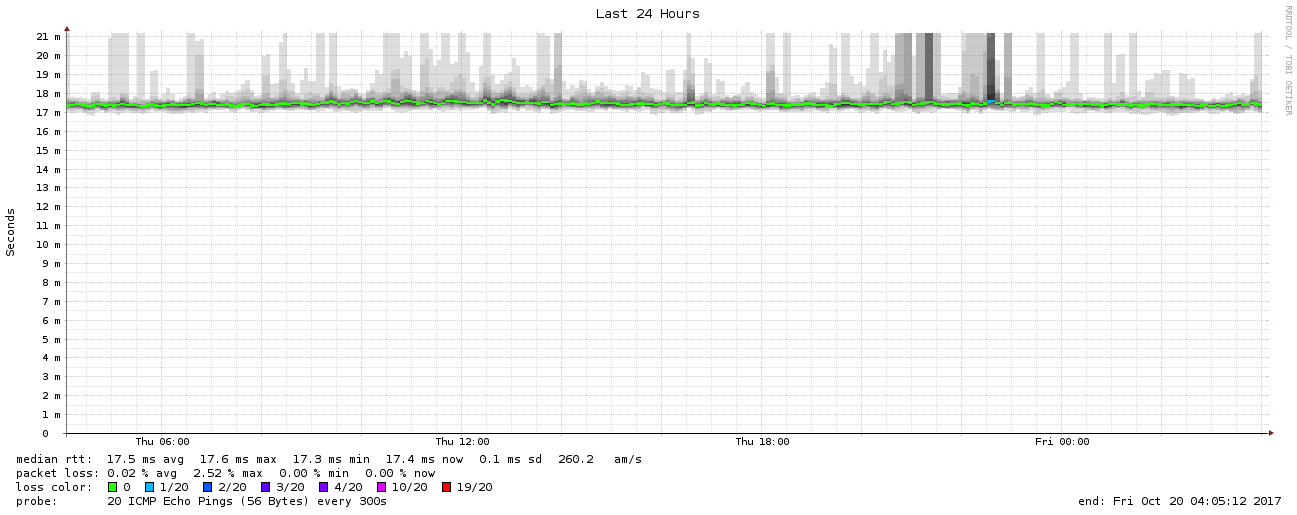 Last 24 Hours
RRDTOOL / TOBI OETIKER
Seconds
21 m
20 m
19 m
18 m
17 m
16 m
15 m
14 m
13 m
12 m
11 m
10 m
9 m
8 m
7 m
6 m
5 m
4 m
3 m
2 m
1 m
0
Thu 06:00 Thu 12:00 Thu 18:00 Fri 00:00
median rtt: 17.5 ms avg 17.6 ms max 17.3 ms min 17.4 ms now 0.1 ms sd 260.2 am/s
packet loss: 0.02 % avg 2.52 % max 0.00 % min 0.00 % now
loss color: 0 1/20 2/20 3/20 4/20 10/20 19/20
probe: 20 ICMP Echo Pings (56 Bytes) every 300s end: Fri Oct 20 04:05:12 2017